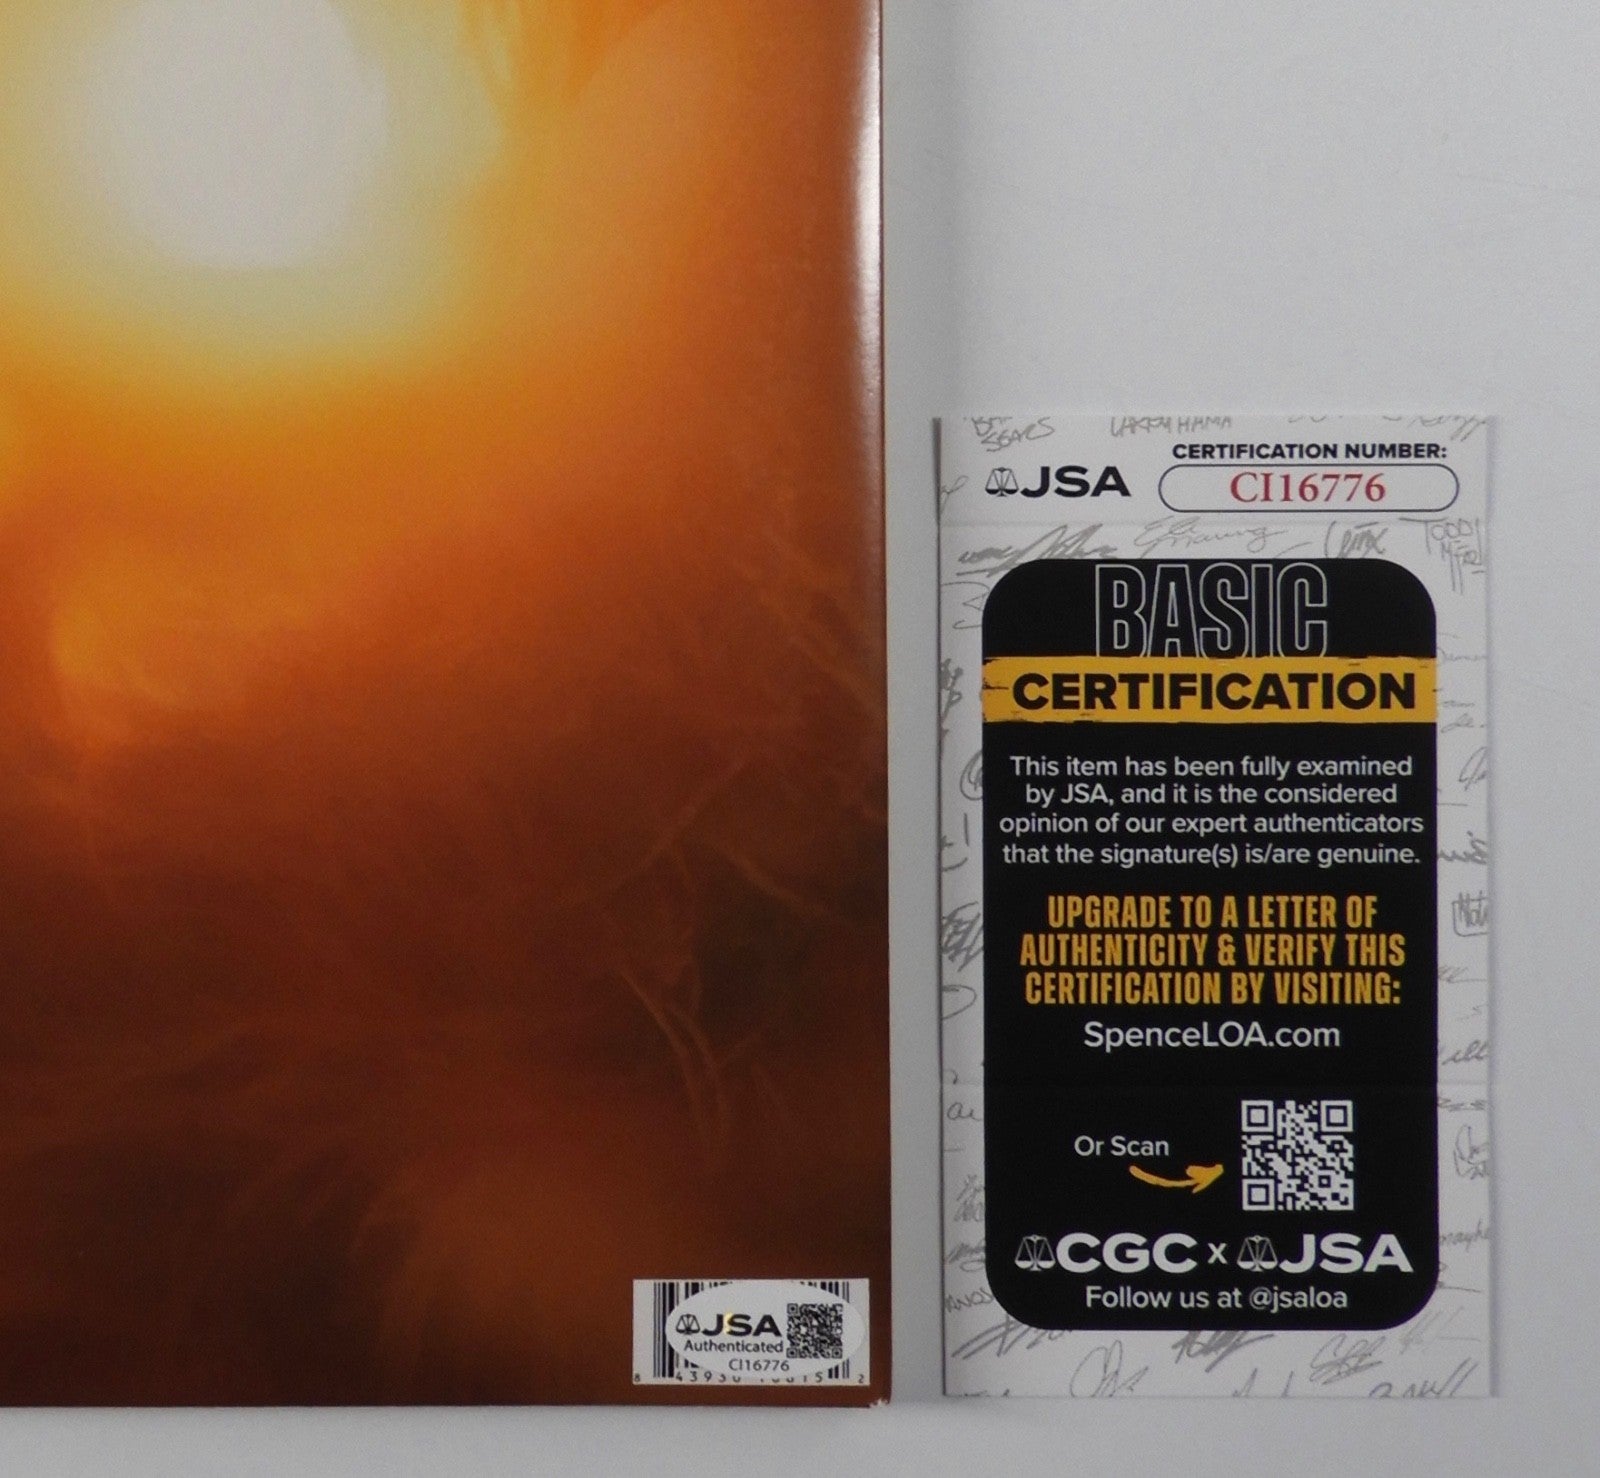 CERTIFICATION NUMBER:
JSA
CI16776
BASIC
CERTIFICATION
This item has been fully examined
by JSA, and it is the considered
opinion of our expert authenticators
that the signature(s) is/are genuine.
UPGRADE TO A LETTER OF
AUTHENTICITY & VERIFY THIS
CERTIFICATION BY VISITING:
SpenceLOA.com
Or Scan
CGC x JSA
Follow us at @jsaloa
JSA
Authenticated
CI16776